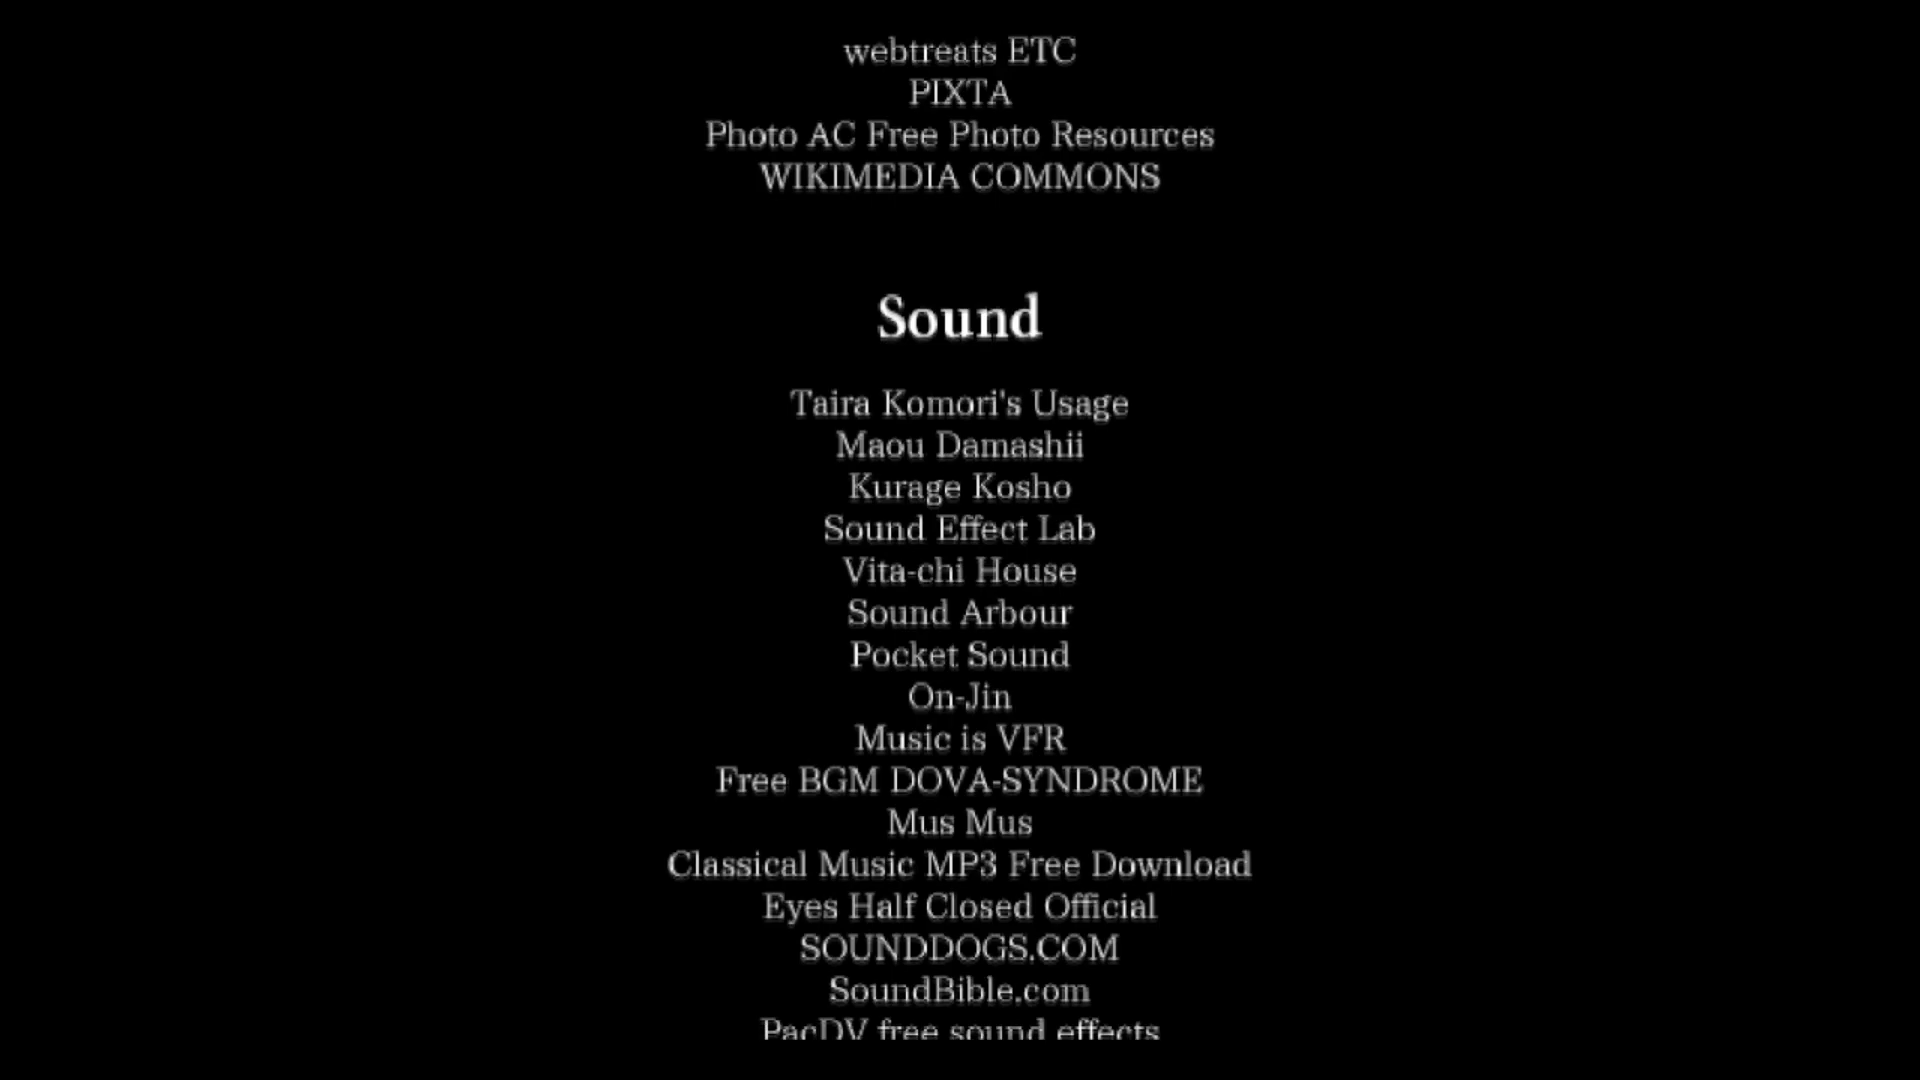 webtreats ETC
PIXTA
Photo AC Free Photo Resources
WIKIMEDIA COMMONS
Sound
Taira Komori's Usage
Maou Damashii
Kurage Kosho
Sound Effect Lab
Vita-chi House
Sound Arbour
Pocket Sound
On-Jin
Music is VFR
Free BGM DOVA-SYNDROME
Mus Mus
Classical Music MP3 Free Download
Eyes Half Closed Official
SOUNDDOGS.COM
SoundBible.com
PacDV free sound effects